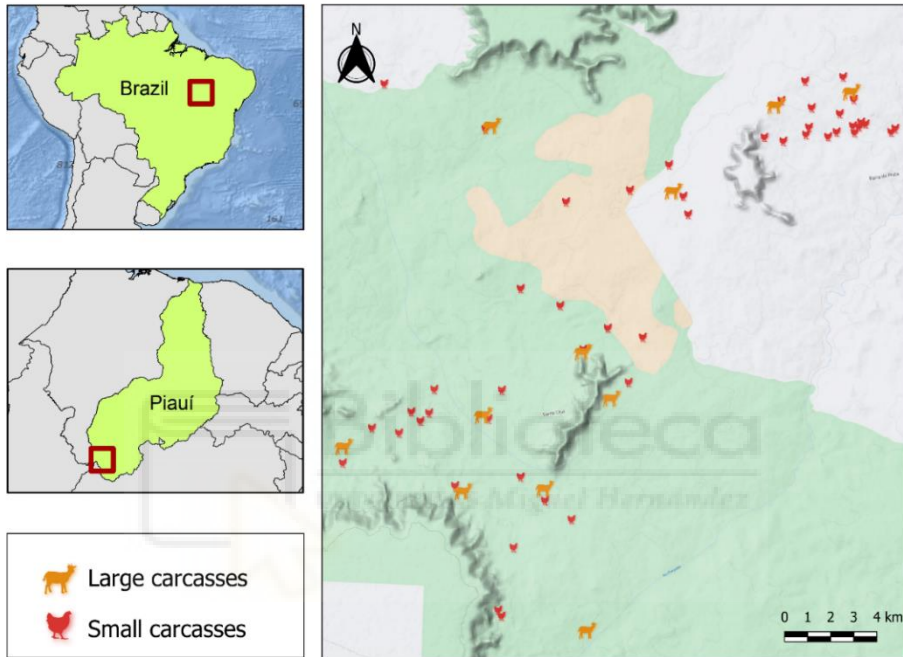 Brazil
Piauí
Large carcasses
Small carcasses
N
Biblioteca
Miguel Hernández
0 1 2 3 4 km